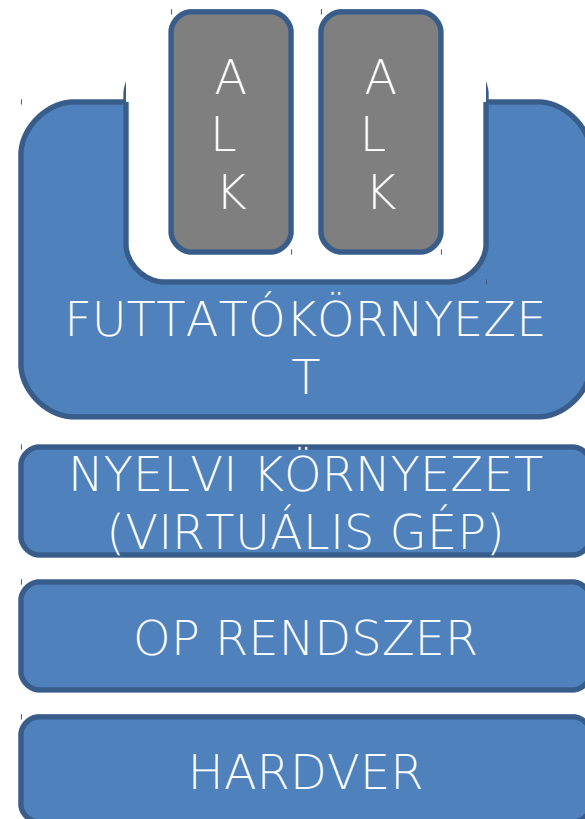 A
L
K
A
L
K
FUTTATÓKÖRNYEZE
T
NYELVI KÖRNYEZET
(VIRTUÁLIS GÉP)
OP RENDSZER
HARDVER